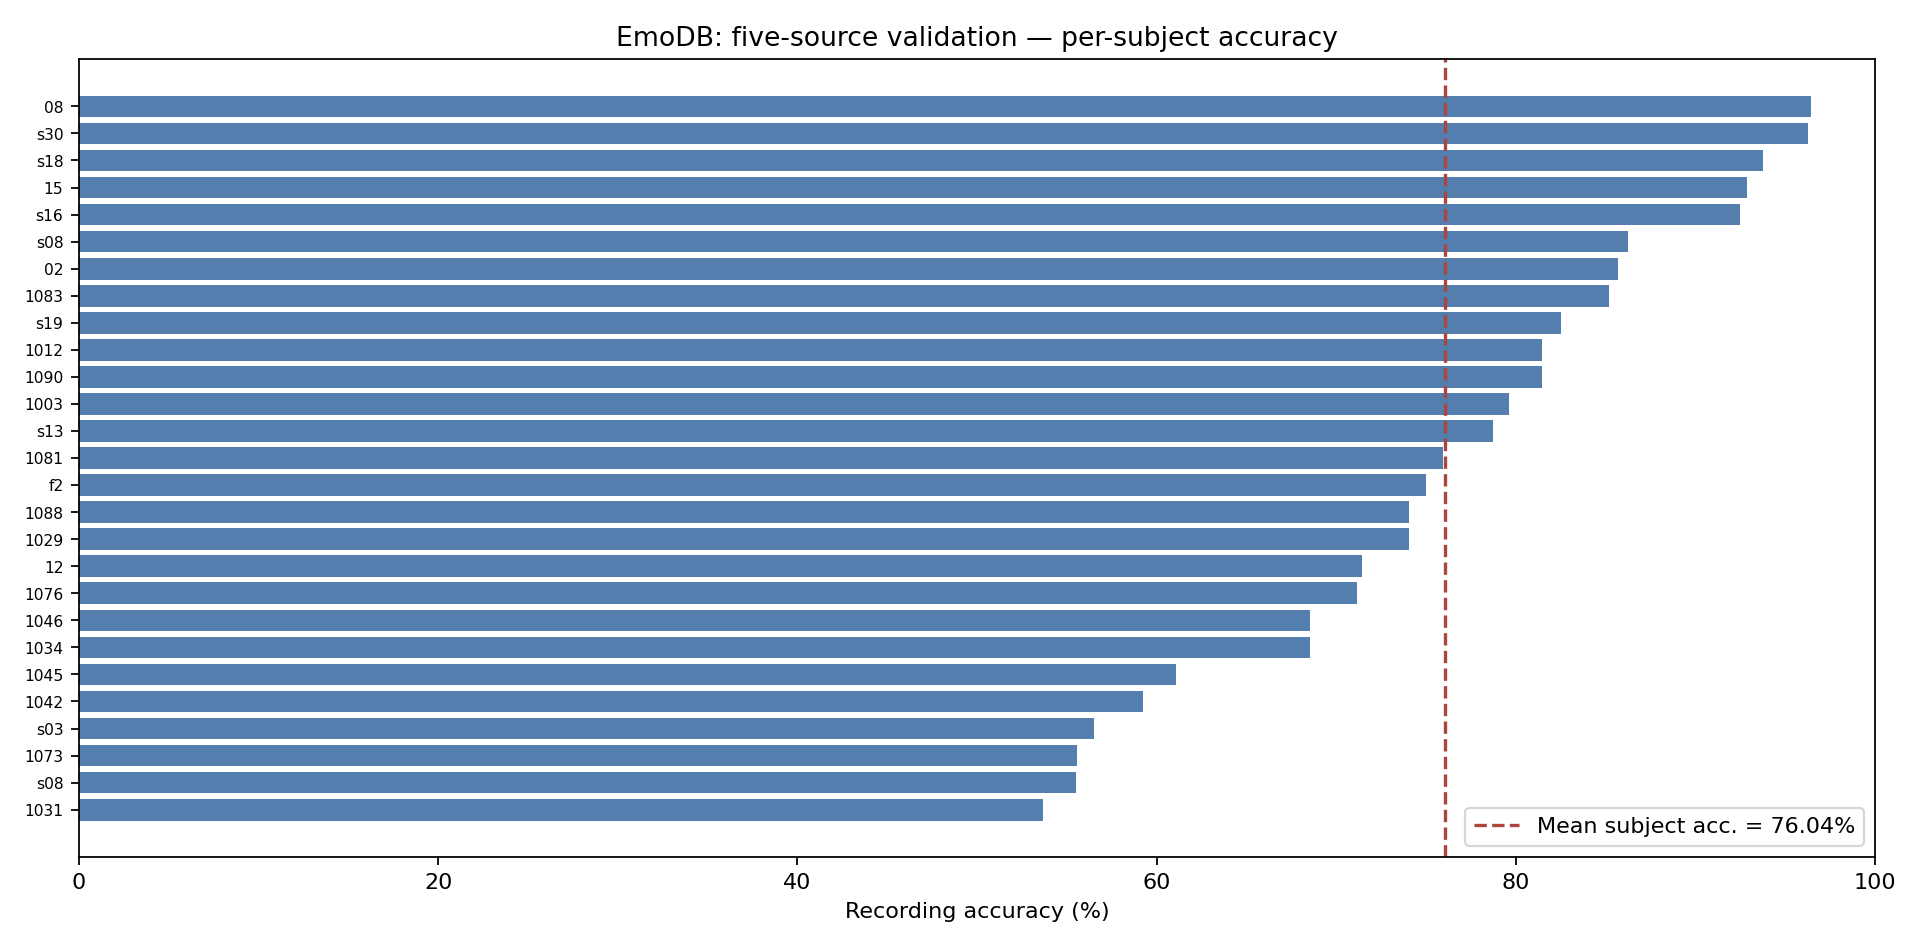 EmoDB: five-source validation — per-subject accuracy
08
s30
s18
15
s16
s08
02
1083
s19
1012
1090
1003
s13
1081
f2
1088
1029
12
1076
1046
1034
1045
1042
s03
1073
s08
1031
Mean subject acc. = 76.04%
0 20 40 60 80 100
Recording accuracy (%)